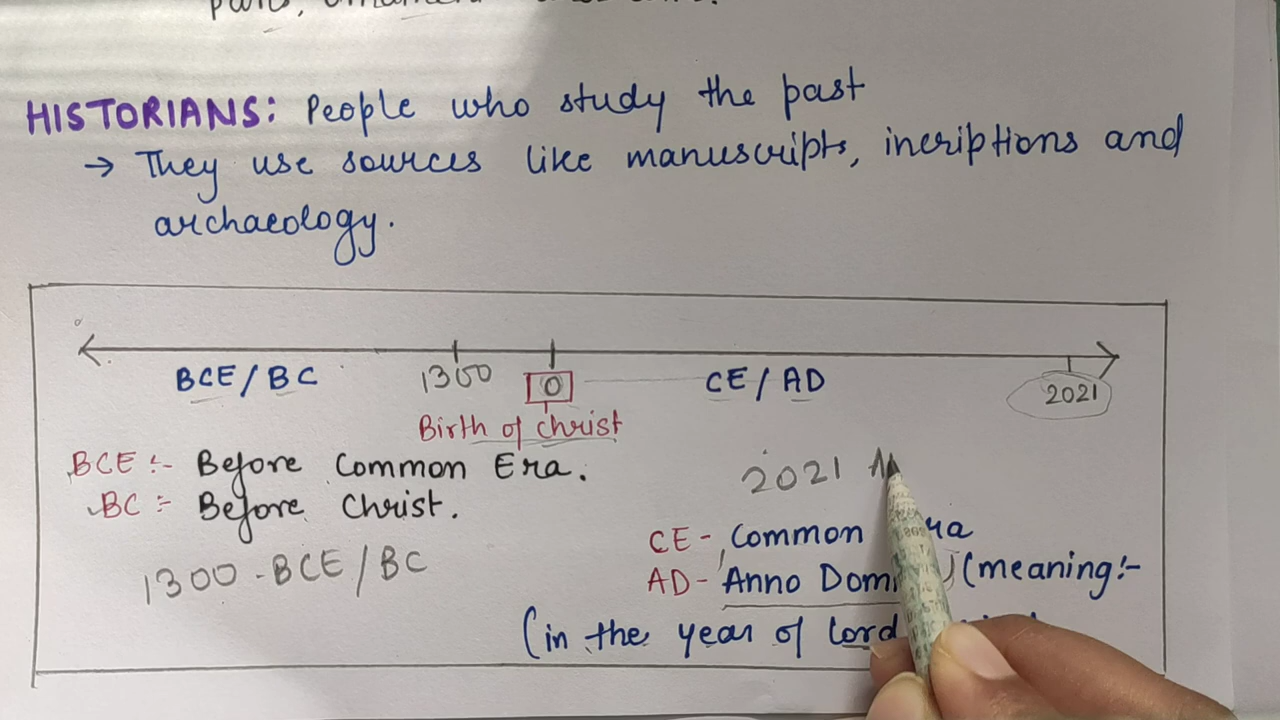 HISTORIANS: People who study the past
→ They use sources like manuscripts, incriptions and
archaeology.
BCE / BC 1300 0 CE / AD 2021
Birth of christ
BCE :- Before Common Era.
BC :- Before Christ.
1300 - BCE / BC
2021 A
CE - Common
AD - Anno (meaning:-
(in the year of lord